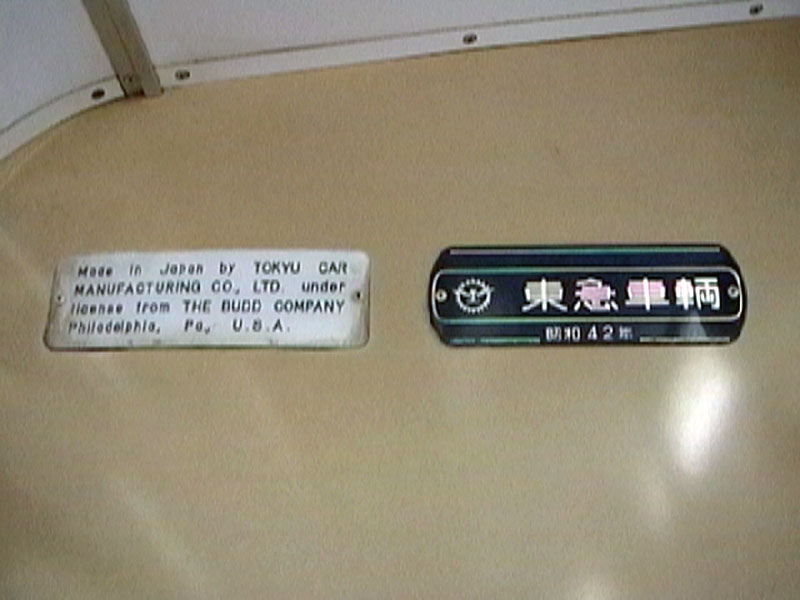 Made in Japan by TOKYU CAR
MANUFACTURING CO., LTD. under
license from THE BUDD COMPANY
Philadelphia, Pa., U.S.A.
東急車輌
昭和42年